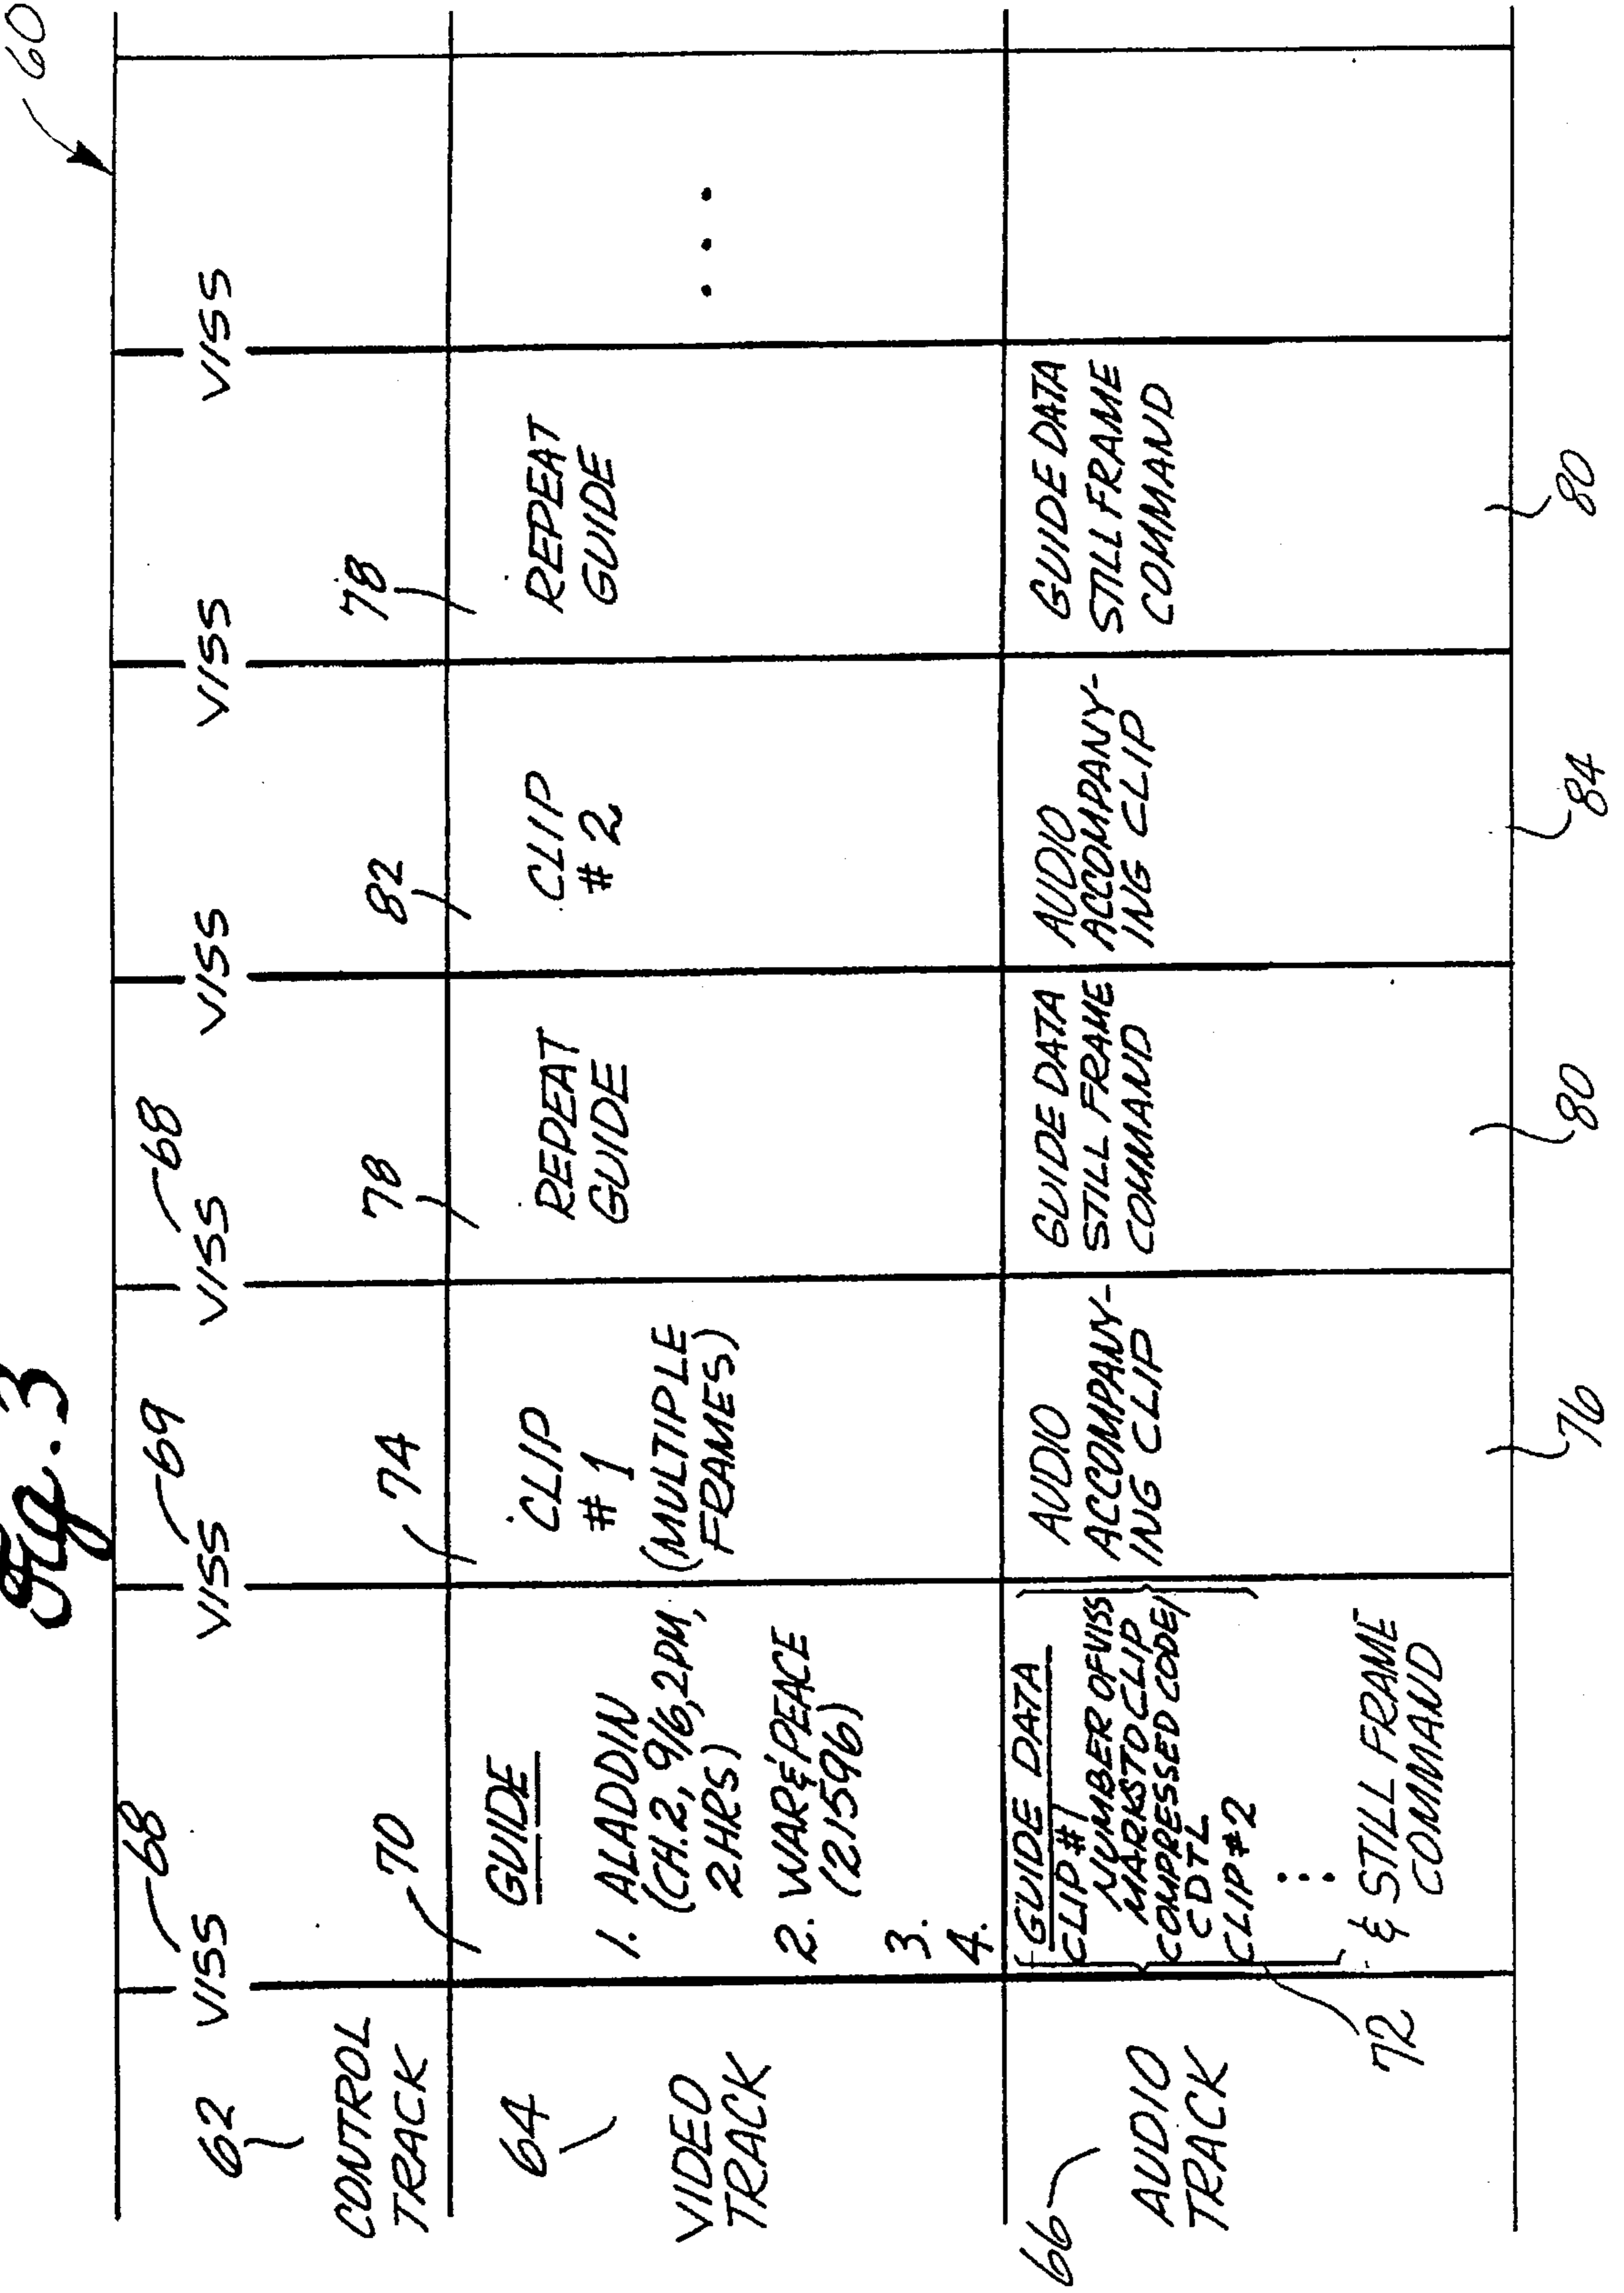 Fig. 3
60
62
CONTROL
TRACK
68
69
68
VISS
VISS
VISS
VISS
VISS
VISS
70
74
78
82
78
64
VIDEO
TRACK
GUIDE
1. ALADDIN
(CH.2, 9/6, 2PM,
2HRS)
2. WAR & PEACE
(21596)
3.
4.
CLIP
#1
(MULTIPLE
FRAMES)
REPEAT
GUIDE
CLIP
#2
REPEAT
GUIDE
...
66
AUDIO
TRACK
GUIDE DATA
CLIP #1
NUMBER OF VISS
MARKS TO CLIP
COMPRESSED CODE/
CDTL
CLIP #2
& STILL FRAME
COMMAND
AUDIO
ACCOMPANY-
ING CLIP
GUIDE DATA
STILL FRAME
COMMAND
AUDIO
ACCOMPANY-
ING CLIP
GUIDE DATA
STILL FRAME
COMMAND
72
76
80
84
80